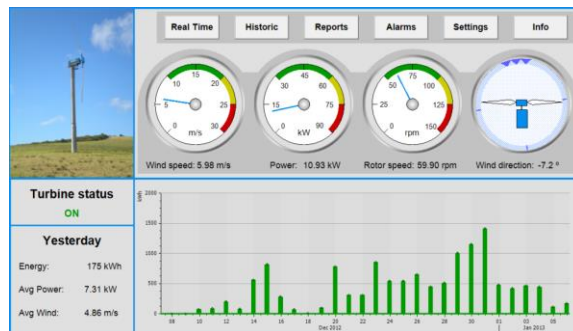 Real Time Historic Reports Alarms Settings Info
10 15 20
5 25
0 30
m/s
30 45 60
15 75
0 90
kW
50 75 100
25 125
0 150
rpm
Wind speed: 5.98 m/s Power: 10.93 kW Rotor speed: 59.90 rpm Wind direction: -7.2 º
Turbine status
ON
Yesterday
Energy: 175 kWh
Avg Power: 7.31 kW
Avg Wind: 4.86 m/s
kWh
2000
1500
1000
500
0
08 10 12 14 16 18 20 22 24 26 28 30 01 03 05
Dec 2012 Jan 2013